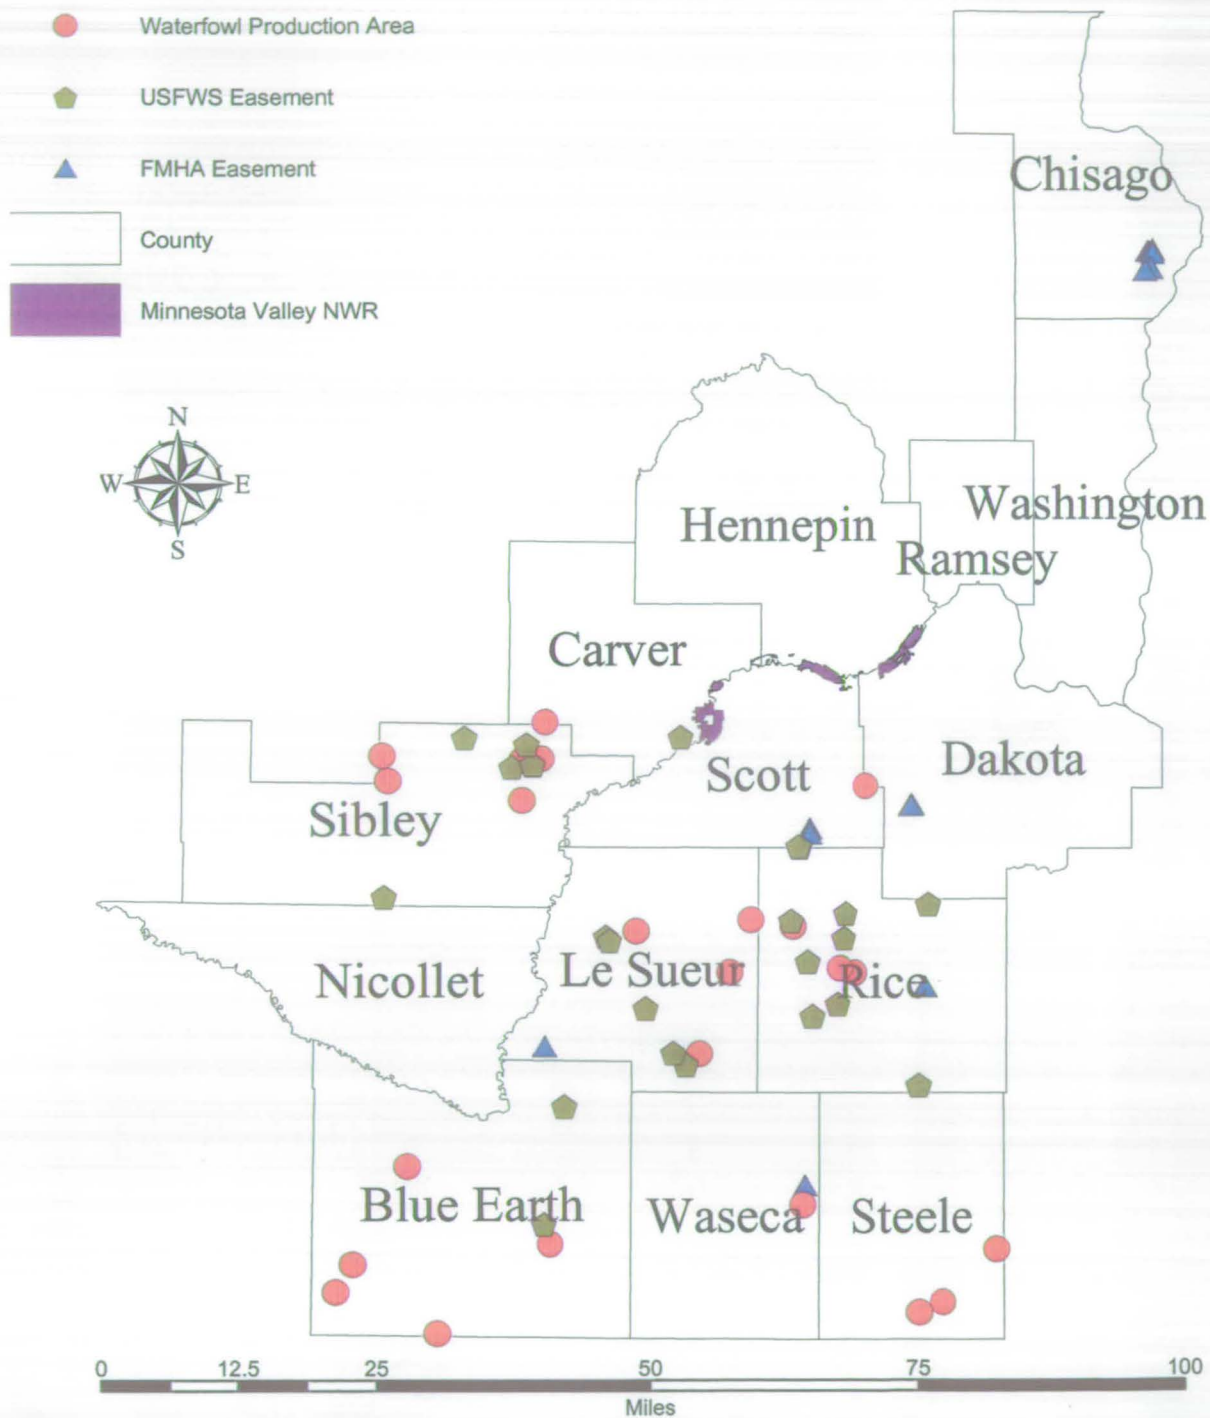 Waterfowl Production Area
USFWS Easement
FMHA Easement
County
Minnesota Valley NWR
N
W E
S
Chisago
Washington
Hennepin
Ramsey
Carver
Dakota
Scott
Sibley
Nicollet
Le Sueur
Rice
Blue Earth
Waseca
Steele
0 12.5 25 50 75 100
Miles